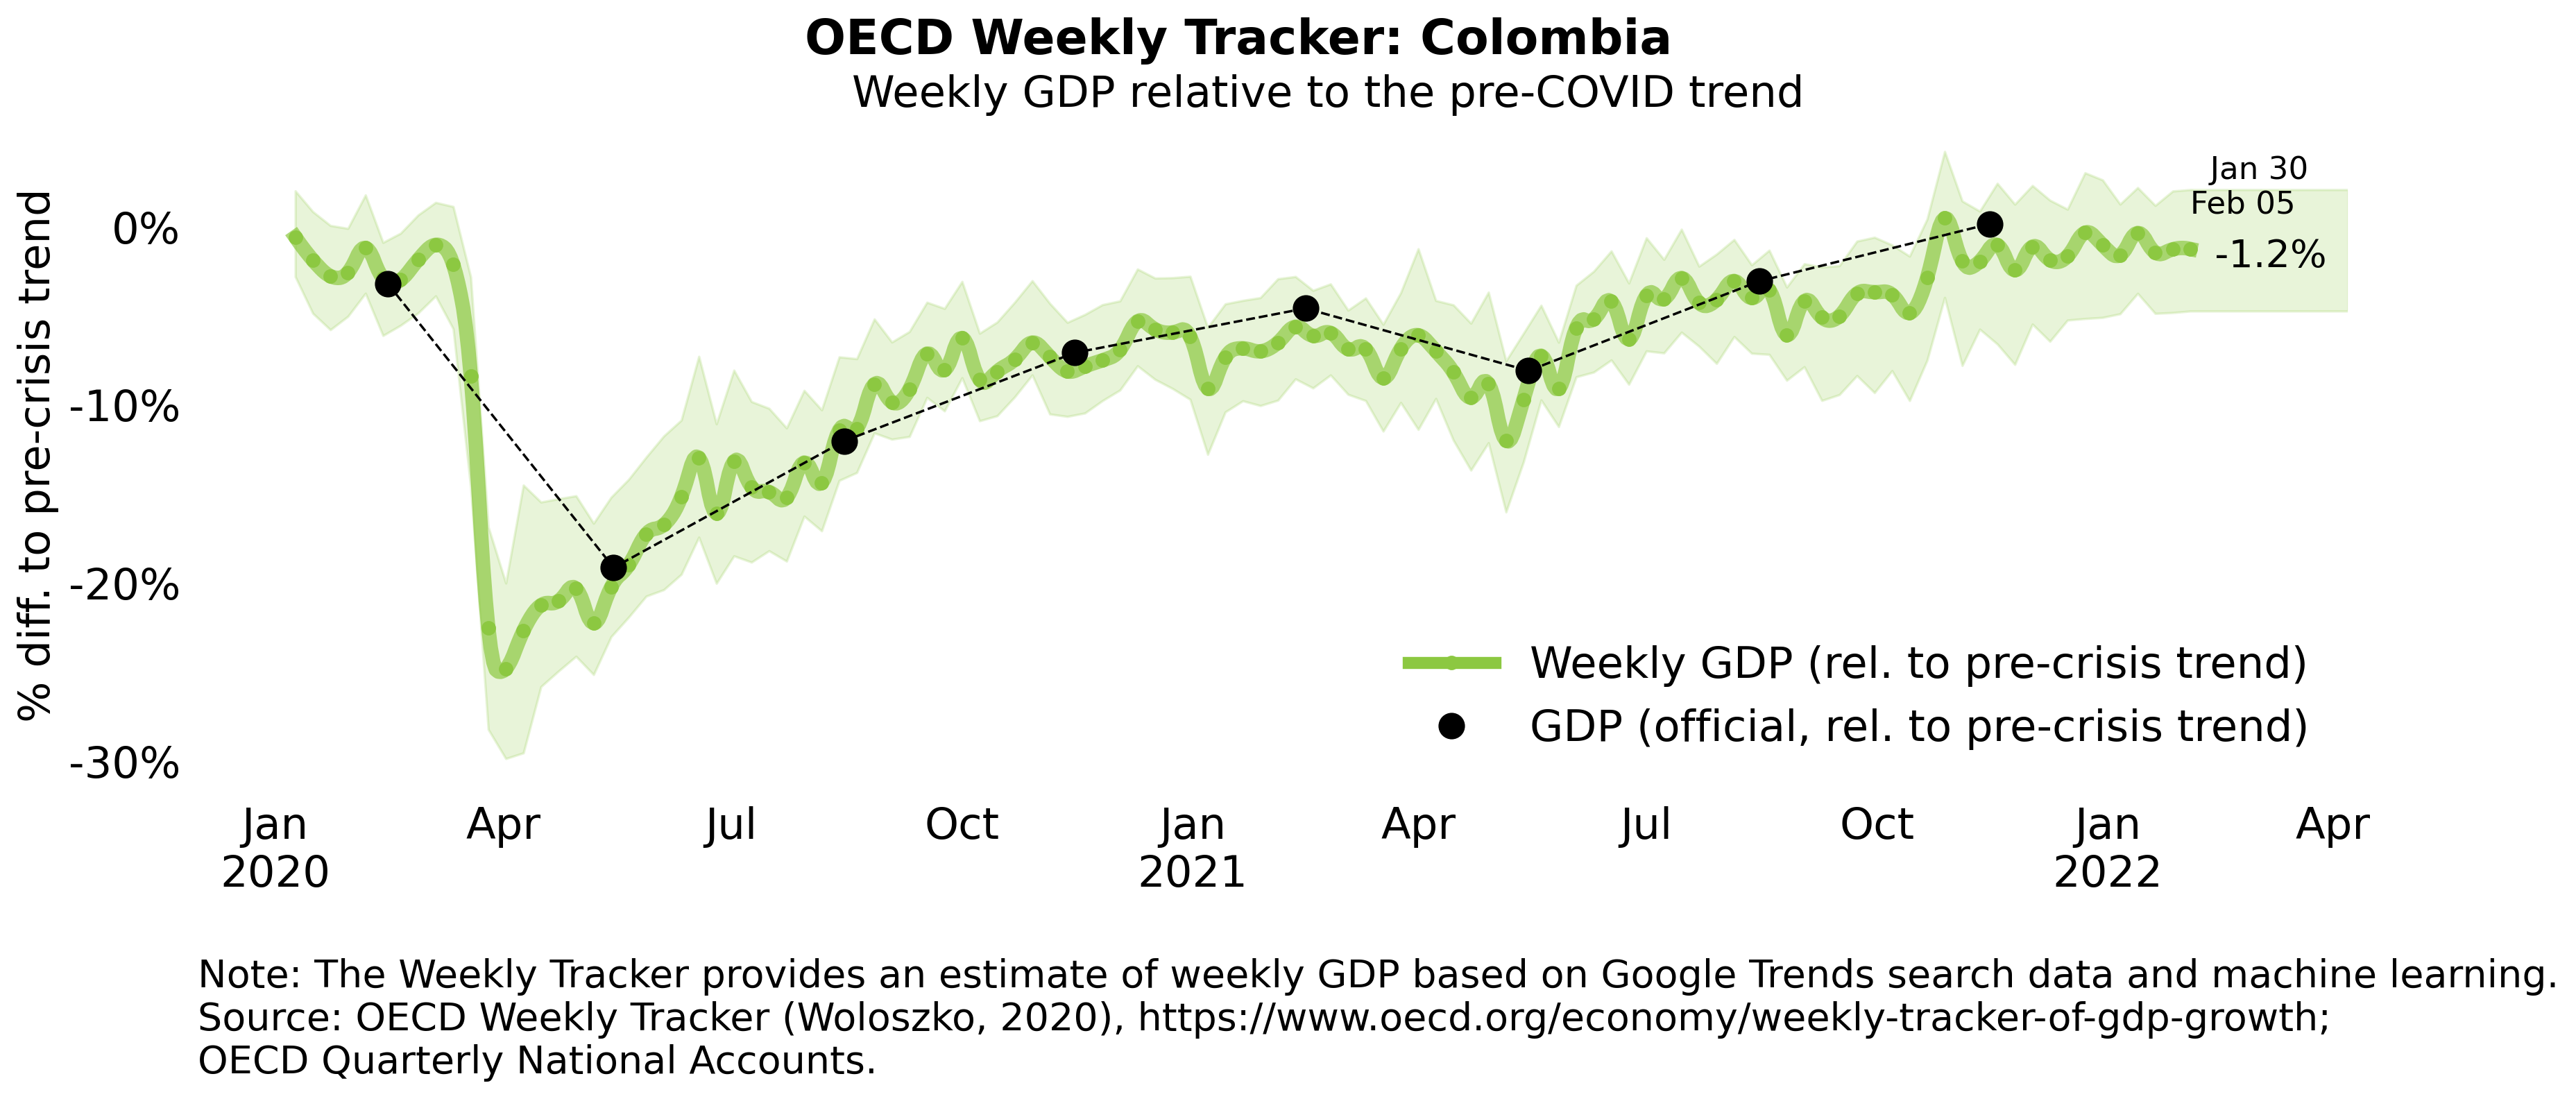 OECD Weekly Tracker: Colombia
Weekly GDP relative to the pre-COVID trend
% diff. to pre-crisis trend
0%
-10%
-20%
-30%
Jan 30
Feb 05
-1.2%
Weekly GDP (rel. to pre-crisis trend)
GDP (official, rel. to pre-crisis trend)
Jan Apr Jul Oct Jan Apr Jul Oct Jan Apr
2020 2021 2022
Note: The Weekly Tracker provides an estimate of weekly GDP based on Google Trends search data and machine learning.
Source: OECD Weekly Tracker (Woloszko, 2020), https://www.oecd.org/economy/weekly-tracker-of-gdp-growth;
OECD Quarterly National Accounts.